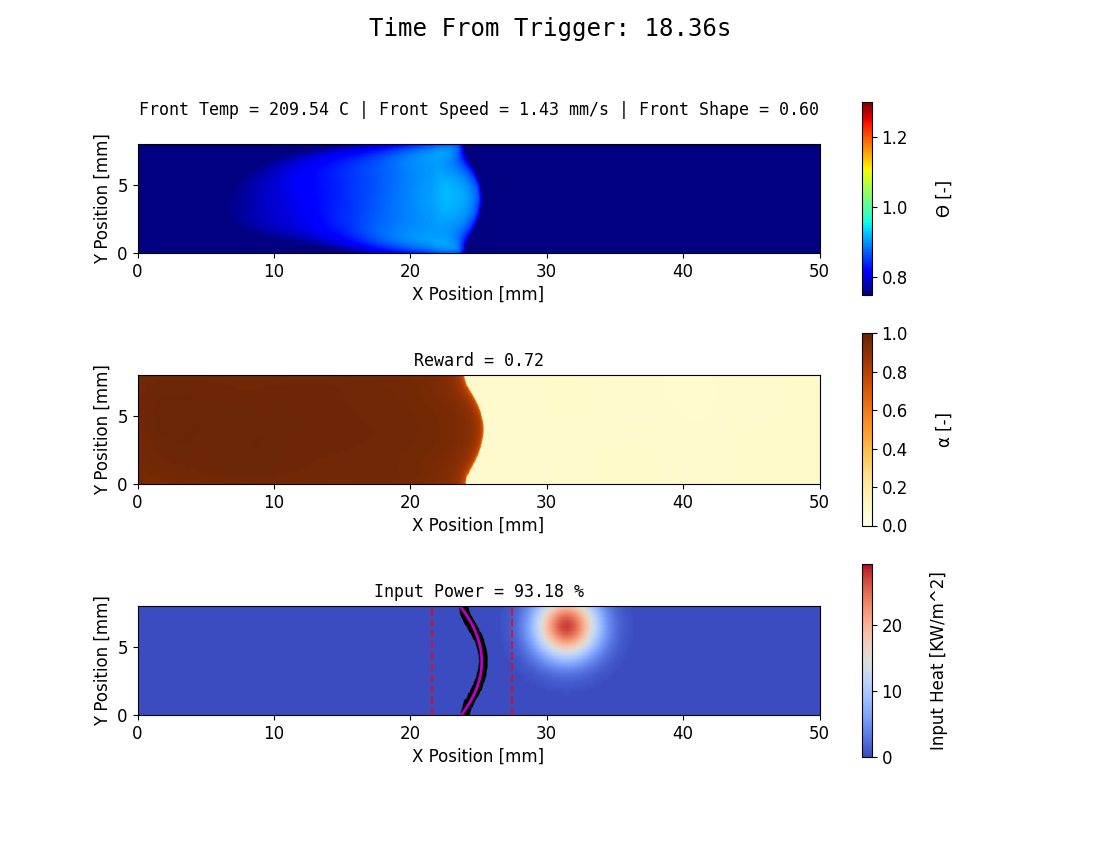 Time From Trigger: 18.36s
Front Temp = 209.54 C | Front Speed = 1.43 mm/s | Front Shape = 0.60
Y Position [mm]
5
0
0 10 20 30 40 50
X Position [mm]
1.2
1.0
0.8
Θ [-]
Reward = 0.72
Y Position [mm]
5
0
0 10 20 30 40 50
X Position [mm]
1.0
0.8
0.6
0.4
0.2
0.0
α [-]
Input Power = 93.18 %
Y Position [mm]
5
0
0 10 20 30 40 50
X Position [mm]
20
10
0
Input Heat [KW/m^2]